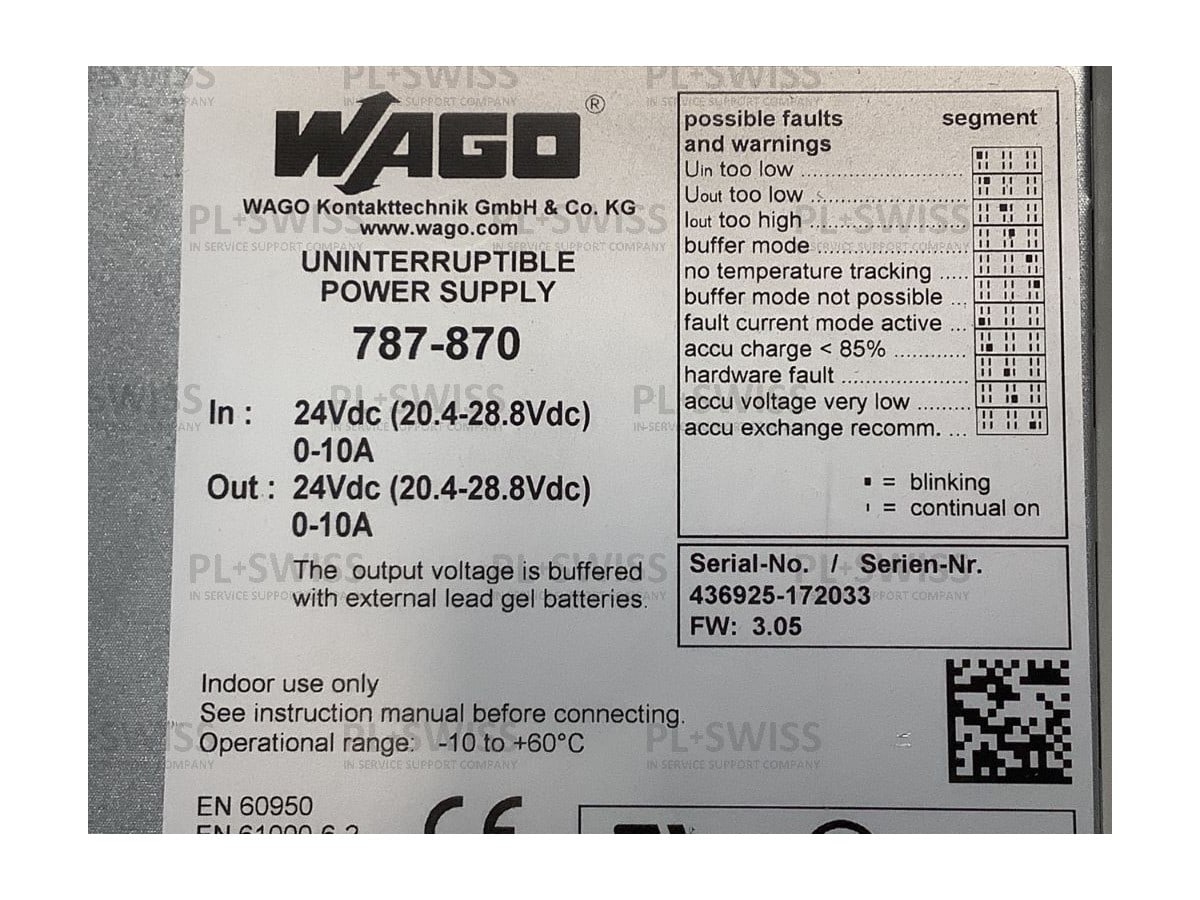 WAGO ®
WAGO Kontakttechnik GmbH & Co. KG
www.wago.com
UNINTERRUPTIBLE
POWER SUPPLY
787-870
In : 24Vdc (20.4-28.8Vdc)
0-10A
Out : 24Vdc (20.4-28.8Vdc)
0-10A
The output voltage is buffered
with external lead gel batteries.
possible faults segment
and warnings
Uin too low
Uout too low
Iout too high
buffer mode
no temperature tracking
buffer mode not possible
fault current mode active
accu charge < 85%
hardware fault
accu voltage very low
accu exchange recomm.
▪ = blinking
ı = continual on
Serial-No. / Serien-Nr.
436925-172033
FW: 3.05
Indoor use only
See instruction manual before connecting.
Operational range: -10 to +60°C
EN 60950
EN 61000-6-2
CE
PL+SWISS
IN SERVICE SUPPORT COMPANY